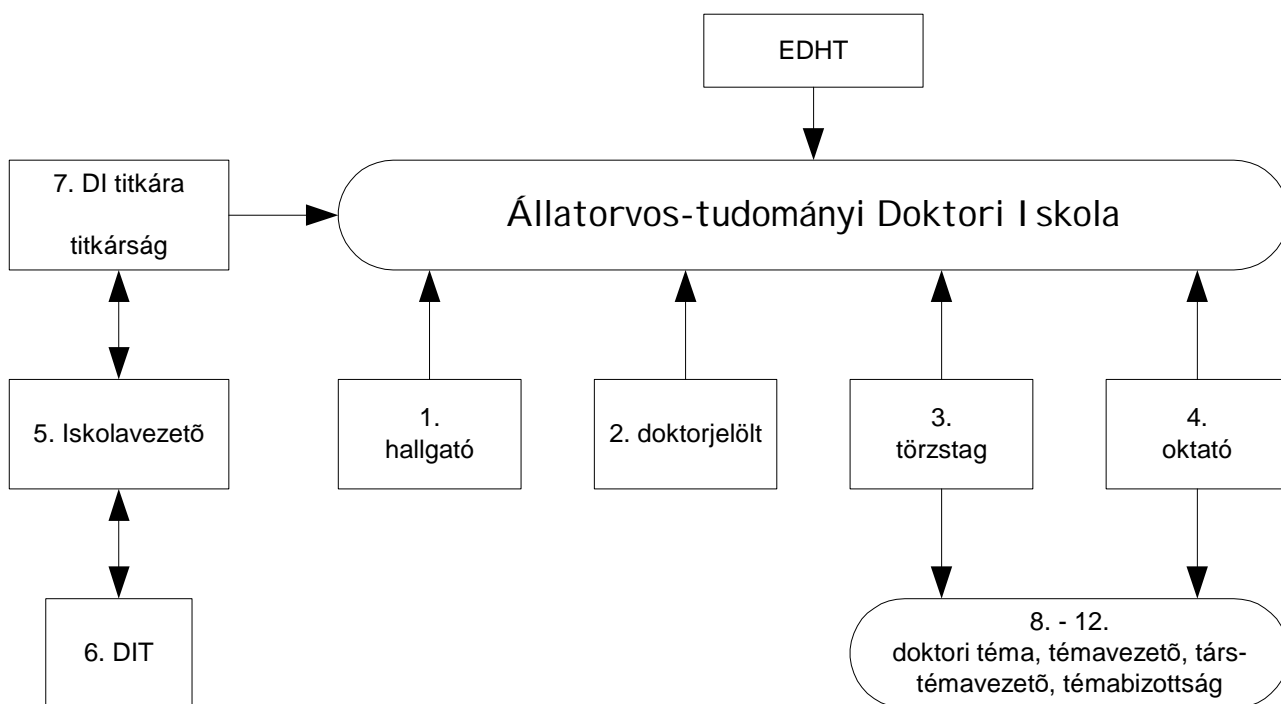 EDHT
7. DI titkára
titkárság
Állatorvos-tudományi Doktori Iskola
5. Iskolavezetõ
1.
hallgató
2. doktorjelölt
3.
törzstag
4.
oktató
6. DIT
8. - 12.
doktori téma, témavezetõ, társ-
témavezetõ, témabizottság